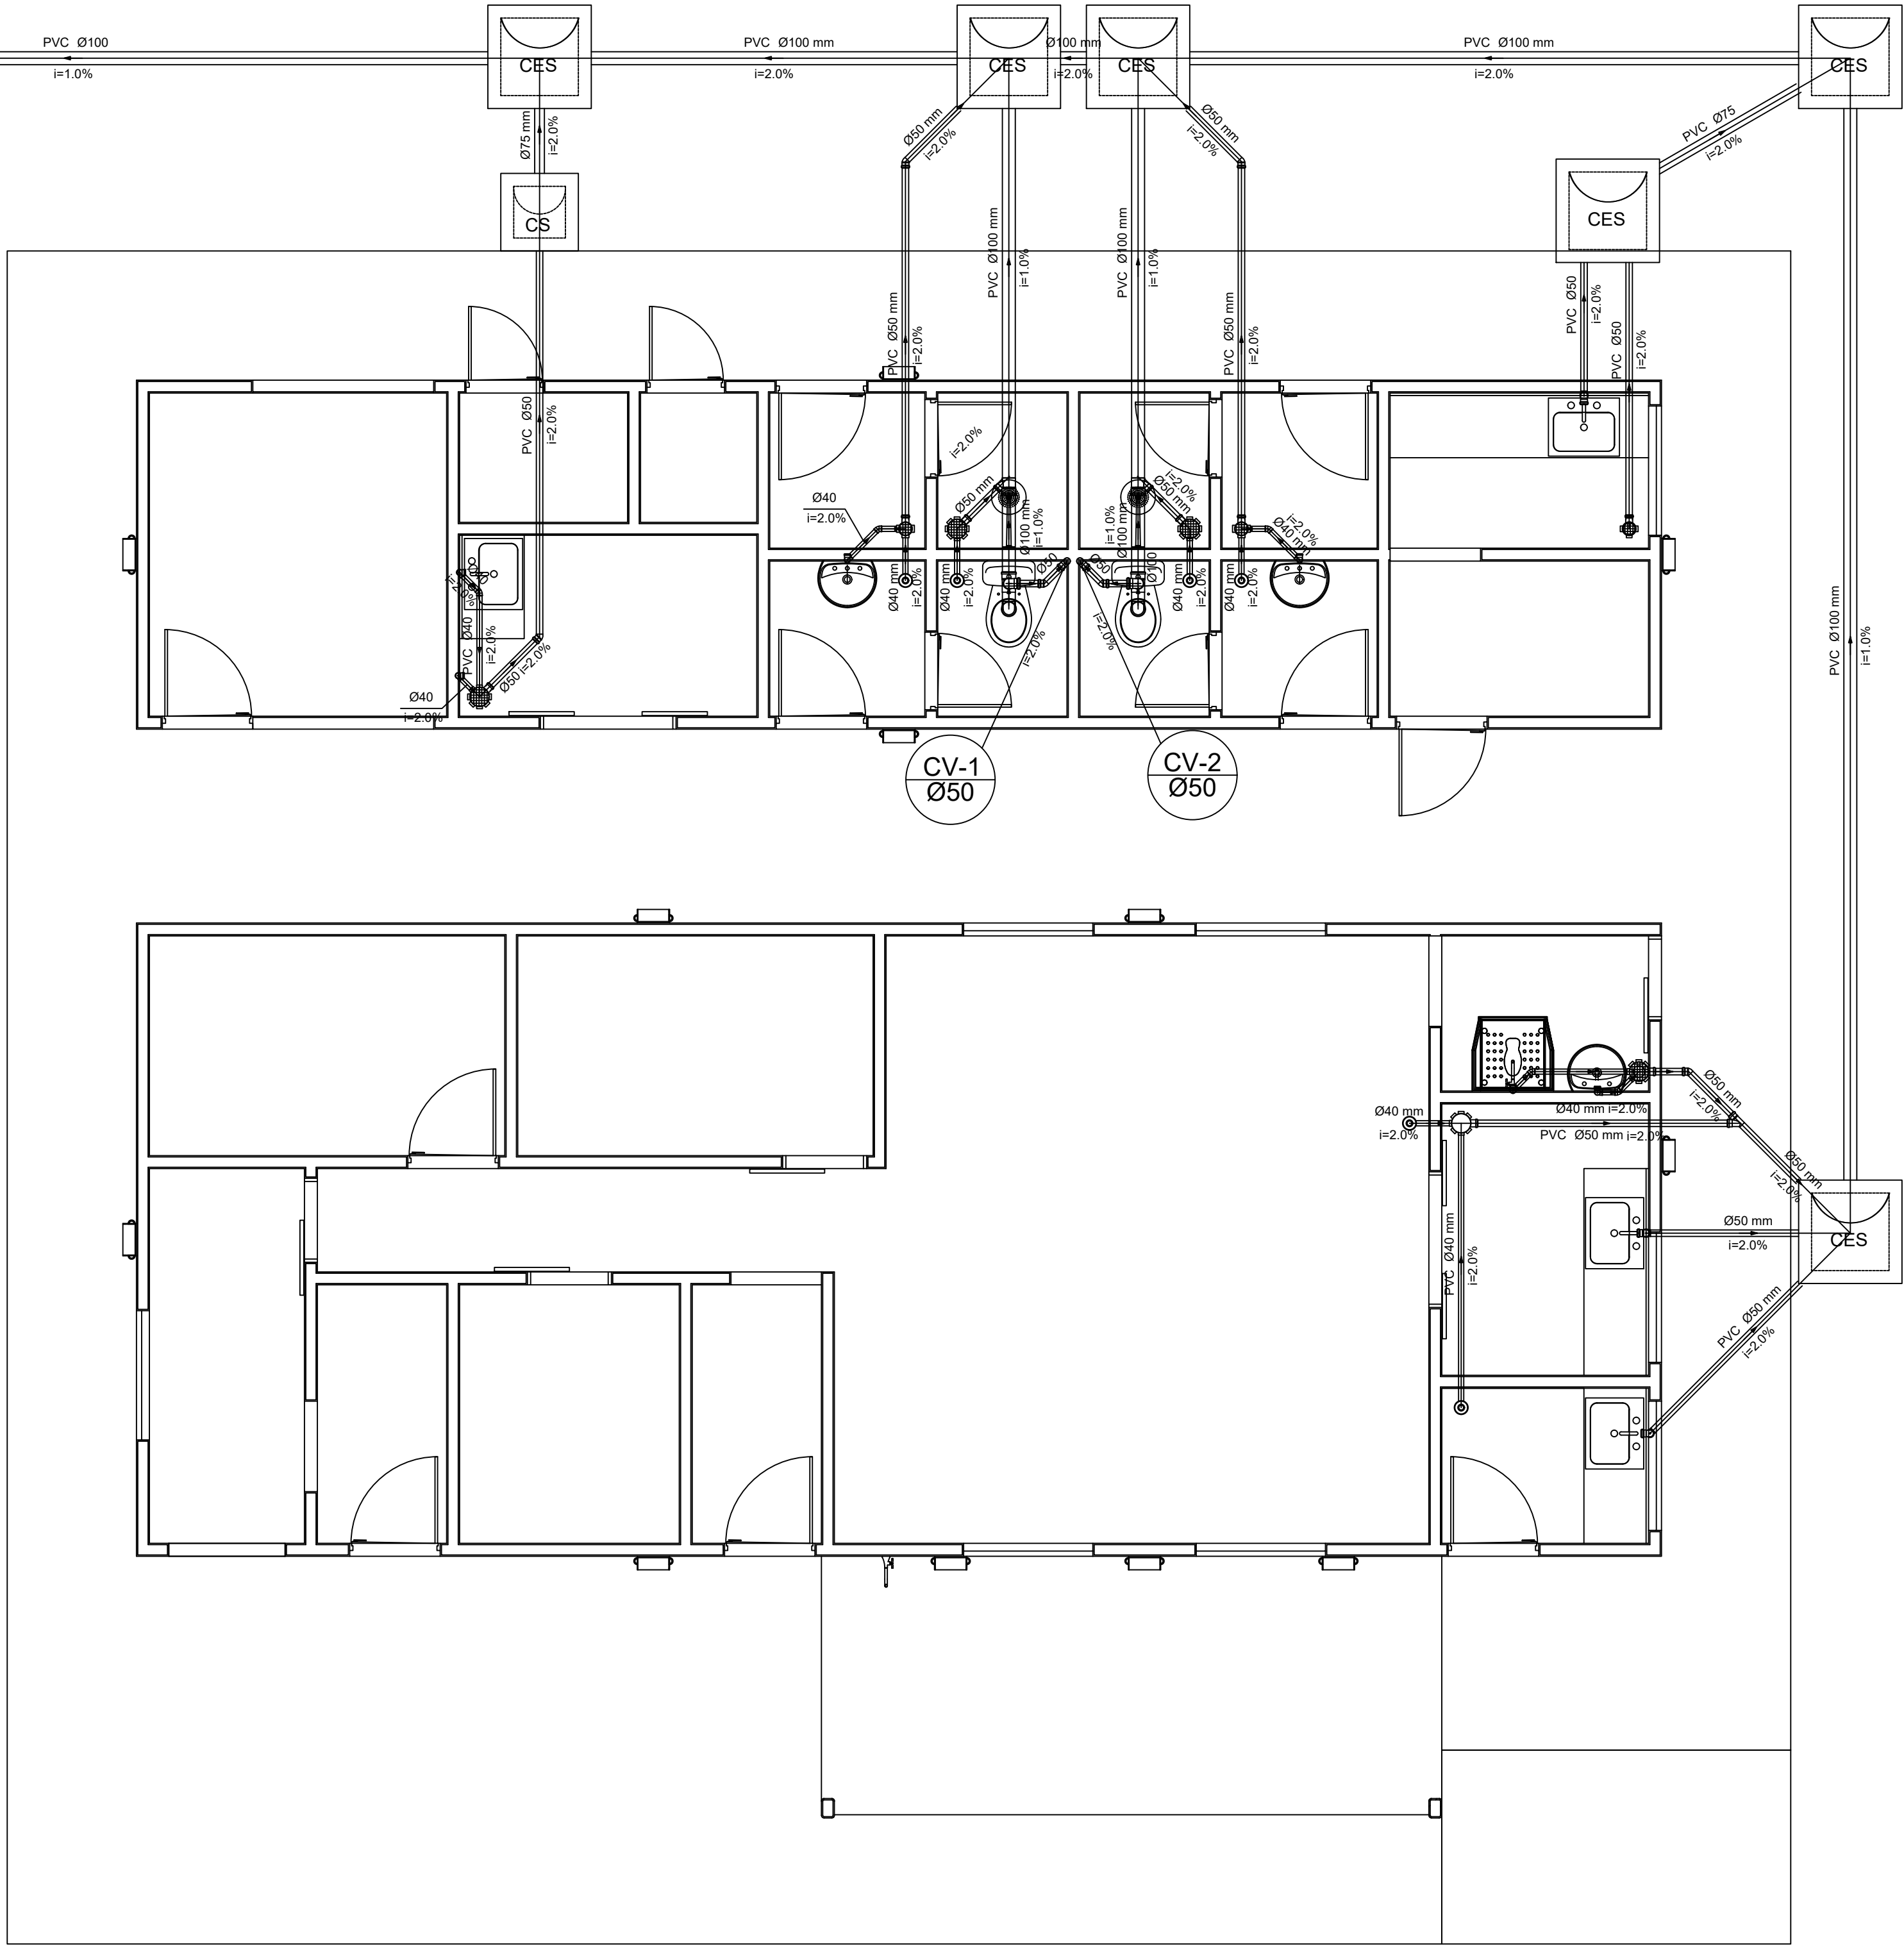 PVC Ø100
i=1.0%
CES
PVC Ø100 mm
i=2.0%
CES
Ø100 mm
i=2.0%
CES
PVC Ø100 mm
i=2.0%
CES
Ø75 mm
i=2.0%
CS
Ø50 mm
i=2.0%
Ø50 mm
i=2.0%
PVC Ø75
i=2.0%
CES
PVC Ø100 mm
i=1.0%
PVC Ø100 mm
i=1.0%
PVC Ø50 mm
i=2.0%
PVC Ø50 mm
i=2.0%
PVC Ø50
i=2.0%
PVC Ø50
i=2.0%
PVC Ø50
i=2.0%
i=2.0%
Ø50 mm
i=2.0%
Ø50 mm
Ø40
i=2.0%
Ø100 mm
i=1.0%
i=1.0%
Ø100 mm
i=2.0%
Ø40 mm
Ø50
Ø50
Ø100
Ø40 mm
i=2.0%
Ø40 mm
i=2.0%
Ø40 mm
i=2.0%
Ø40 mm
i=2.0%
i=2.0%
i=2.0%
PVC Ø40
i=2.0%
Ø50 i=2.0%
Ø40
i=2.0%
CV-1
Ø50
CV-2
Ø50
PVC Ø100 mm
i=1.0%
Ø50 mm
i=2.0%
Ø40 mm
i=2.0%
Ø40 mm i=2.0%
PVC Ø50 mm i=2.0%
Ø50 mm
i=2.0%
Ø50 mm
i=2.0%
CES
PVC Ø40 mm
i=2.0%
PVC Ø50 mm
i=2.0%